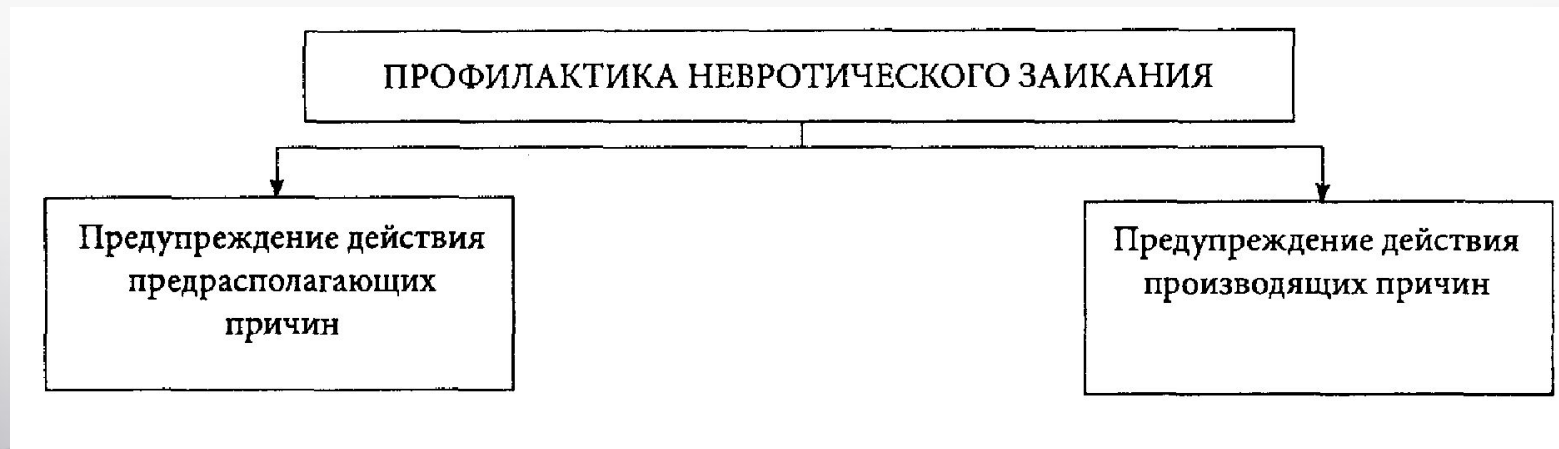 ПРОФИЛАКТИКА НЕВРОТИЧЕСКОГО ЗАИКАНИЯ
Предупреждение действия
предрасполагающих
причин
Предупреждение действия
производящих причин